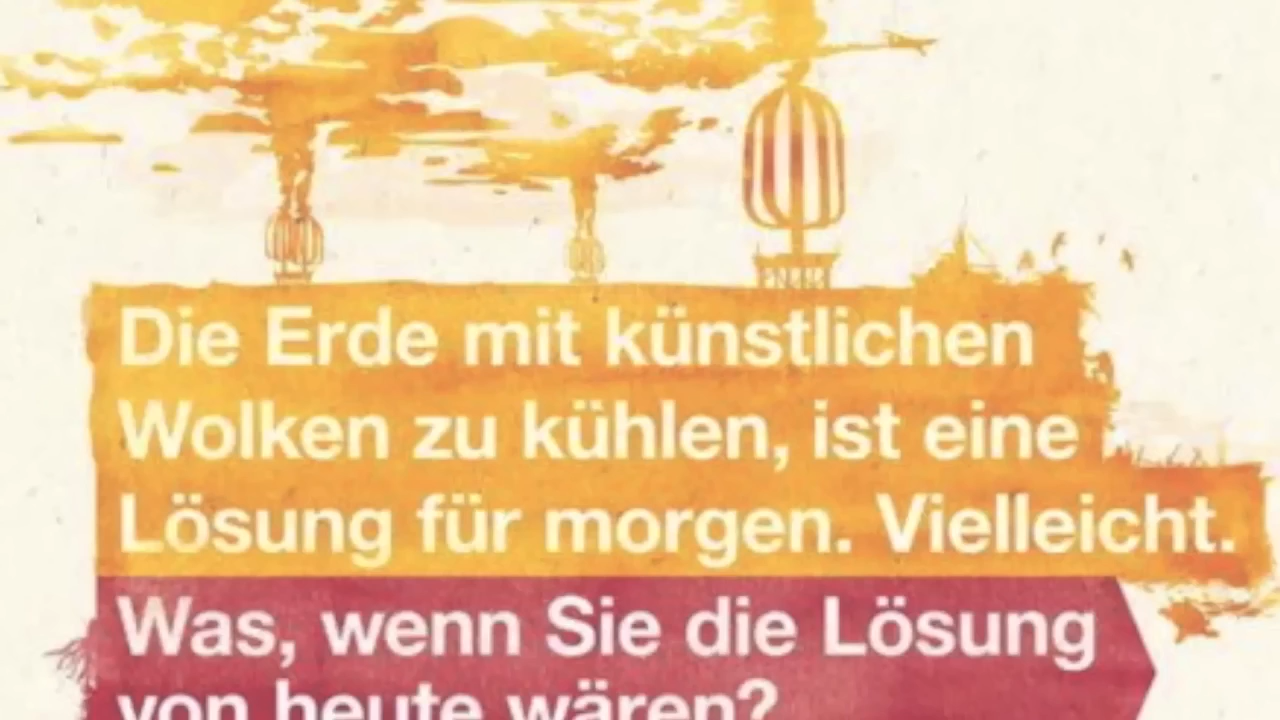 Die Erde mit künstlichen
Wolken zu kühlen, ist eine
Lösung für morgen. Vielleicht.
Was, wenn Sie die Lösung
von heute wären?